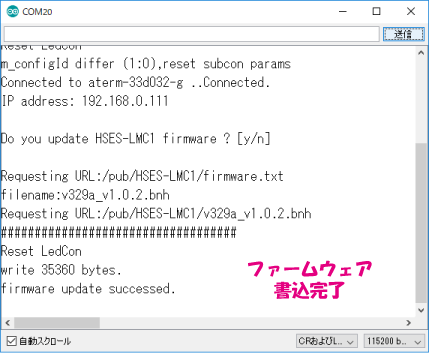 COM20
送信
Reset LedCon
m_configId differ (1:0),reset subcon params
Connected to aterm-33d032-g ..Connected.
IP address: 192.168.0.111
Do you update HSES-LMC1 firmware ? [y/n]
Requesting URL:/pub/HSES-LMC1/firmware.txt
filename:v329a_v1.0.2.bnh
Requesting URL:/pub/HSES-LMC1/v329a_v1.0.2.bnh
##################################
Reset LedCon
write 35360 bytes.
firmware update successed.
ファームウェア
書込完了
自動スクロール
CRおよびL...
115200 b...